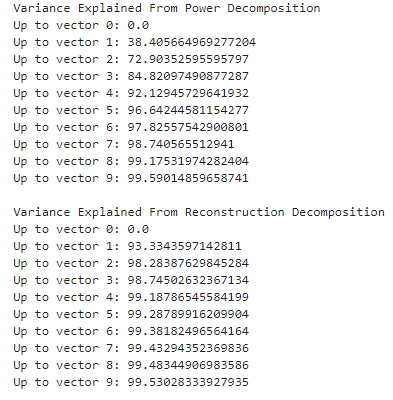 Variance Explained From Power Decomposition
Up to vector 0: 0.0
Up to vector 1: 38.405664969277204
Up to vector 2: 72.90352595595797
Up to vector 3: 84.82097490877287
Up to vector 4: 92.12945729641932
Up to vector 5: 96.64244581154277
Up to vector 6: 97.82557542900801
Up to vector 7: 98.740565512941
Up to vector 8: 99.17531974282404
Up to vector 9: 99.59014859658741
Variance Explained From Reconstruction Decomposition
Up to vector 0: 0.0
Up to vector 1: 93.3343597142811
Up to vector 2: 98.28387629845284
Up to vector 3: 98.74502632367134
Up to vector 4: 99.18786545584199
Up to vector 5: 99.28789916209904
Up to vector 6: 99.38182496564164
Up to vector 7: 99.43294352369836
Up to vector 8: 99.48344906983586
Up to vector 9: 99.53028333927935